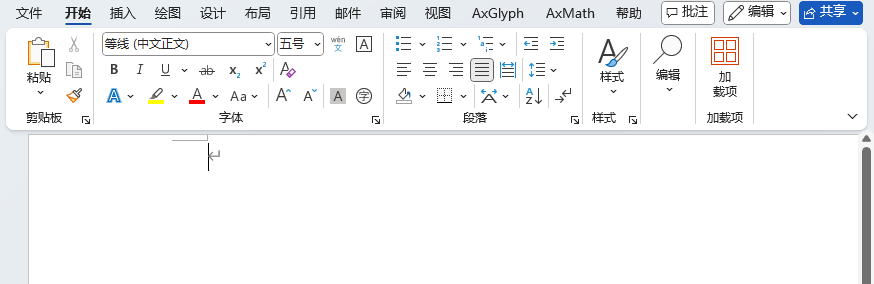 文件 开始 插入 绘图 设计 布局 引用 邮件 审阅 视图 AxGlyph AxMath 帮助 批注 编辑 共享
等线 (中文正文) 五号 wén 文 A
粘贴 B I U ab x₂ x² A 样式 编辑 加
载项
A A Aa A A A 字 A
Z
剪贴板 字体 段落 样式 加载项